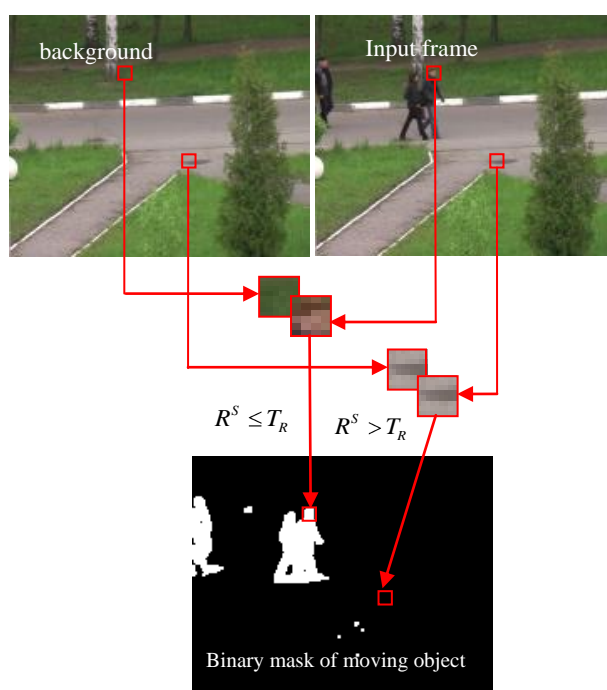 background
Input frame
R^S ≤ T_R
R^S > T_R
Binary mask of moving object